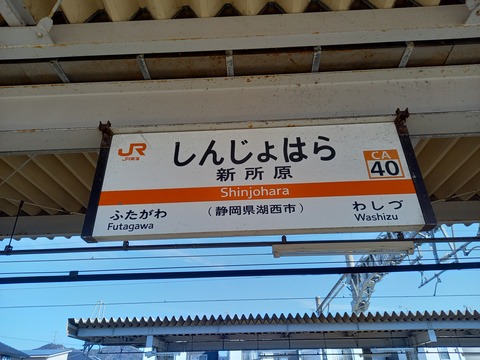 JR
JR東海
しんじょはら
新所原
CA
40
Shinjohara
ふたがわ
Futagawa
(静岡県湖西市)
わしづ
Washizu